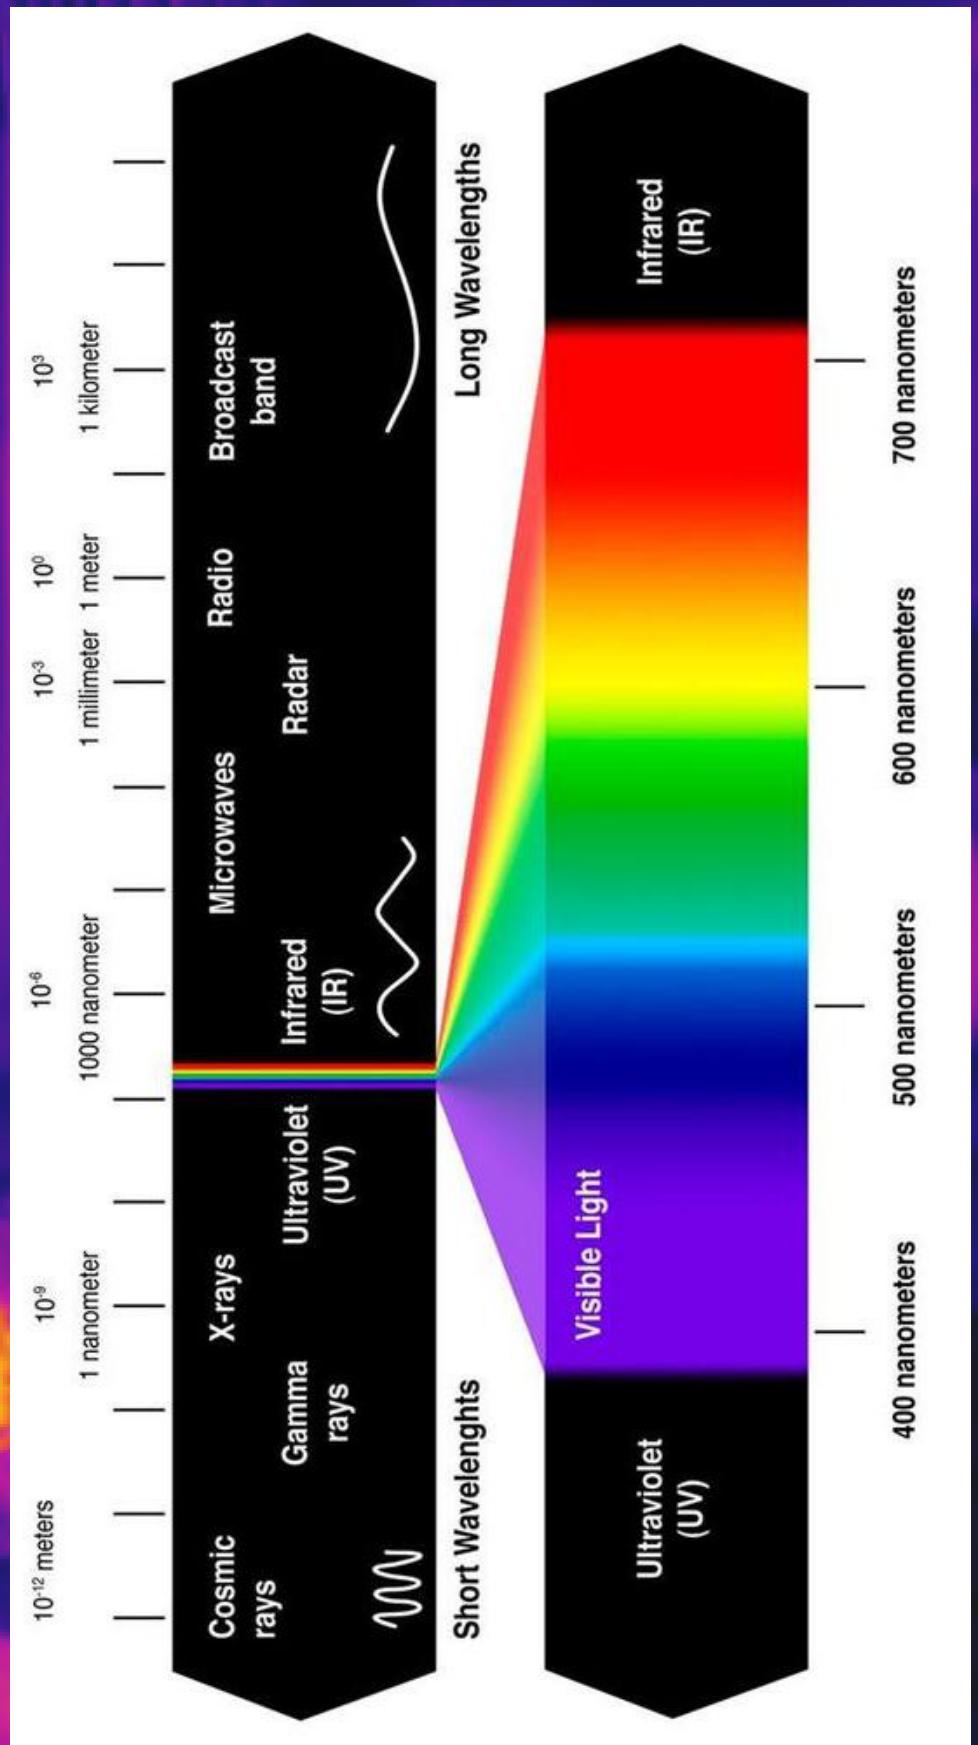 10⁻¹² meters
10⁻⁹
10⁻⁶
10⁻³
10⁰
10³
1 nanometer
1000 nanometer
1 millimeter
1 meter
1 kilometer
Cosmic
rays
X-rays
Microwaves
Radio
Broadcast
band
Gamma
rays
Ultraviolet
(UV)
Infrared
(IR)
Radar
Short Wavelenghts
Long Wavelengths
Visible Light
Ultraviolet
(UV)
Infrared
(IR)
400 nanometers
500 nanometers
600 nanometers
700 nanometers